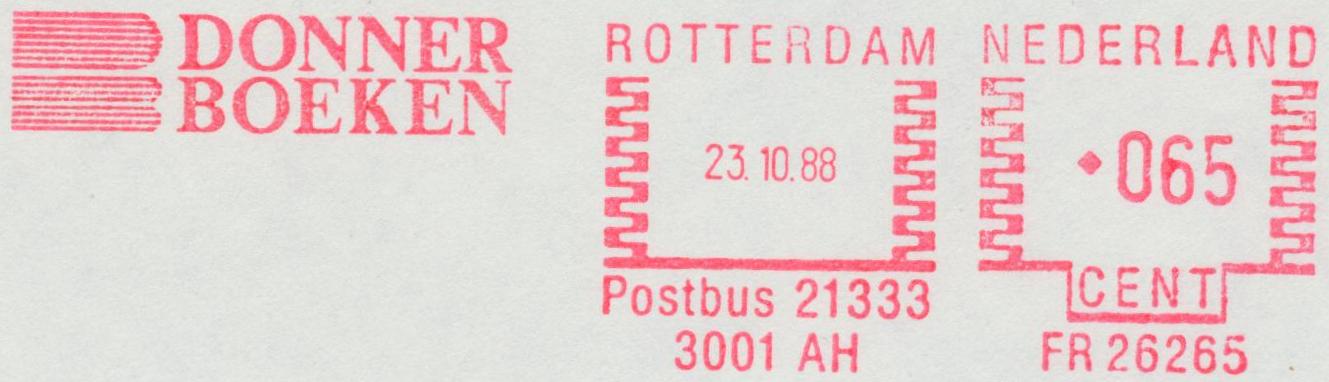 DONNER
BOEKEN
ROTTERDAM
23.10.88
Postbus 21333
3001 AH
NEDERLAND
065
CENT
FR 26265